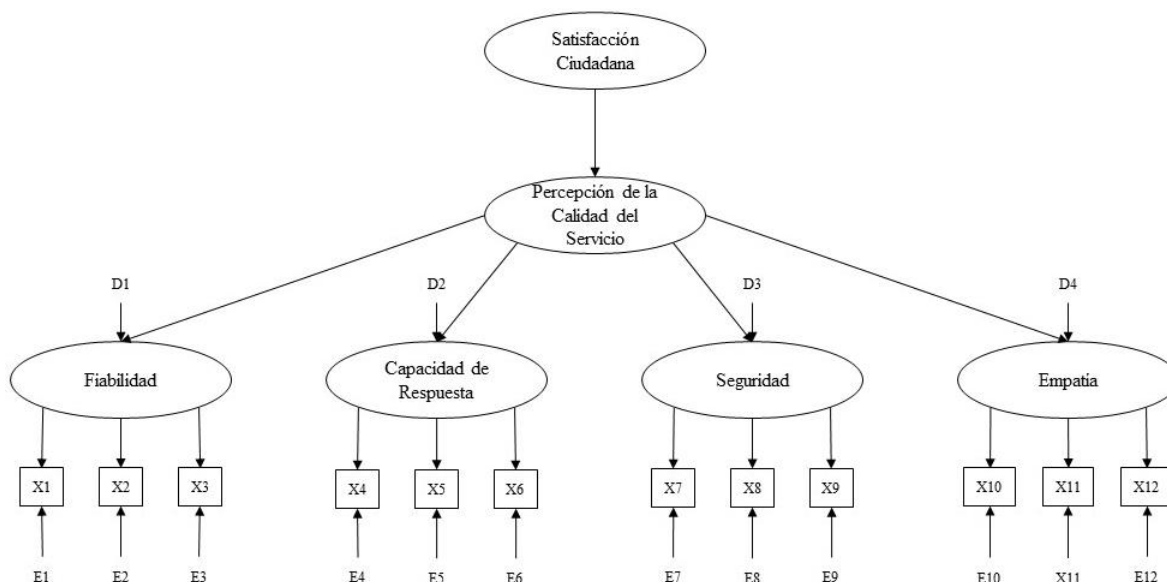 Satisfacción
Ciudadana
Percepción de la
Calidad del
Servicio
D1 D2 D3 D4
Fiabilidad
Capacidad de
Respuesta
Seguridad
Empatía
X1 X2 X3 X4 X5 X6 X7 X8 X9 X10 X11 X12
E1 E2 E3 E4 E5 E6 E7 E8 E9 E10 X11 E12